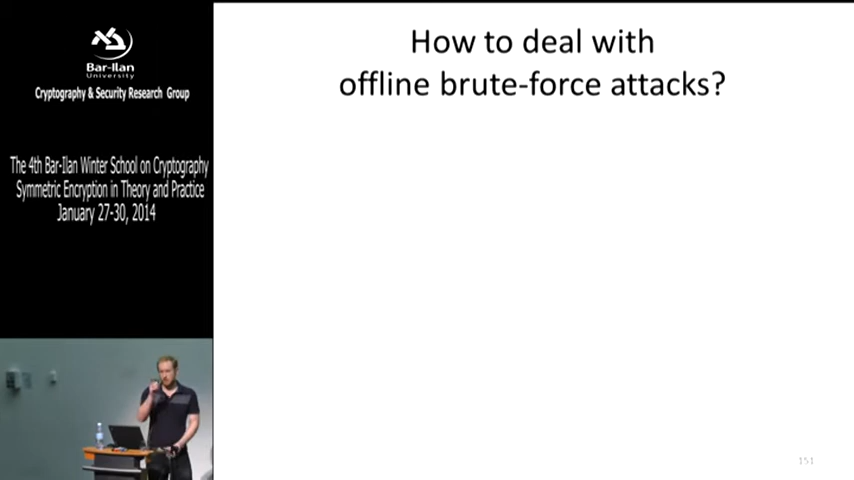 Bar-Ilan
University
Cryptography & Security Research Group
The 4th Bar-Ilan Winter School on Cryptography
Symmetric Encryption in Theory and Practice
January 27-30, 2014
How to deal with
offline brute-force attacks?
151